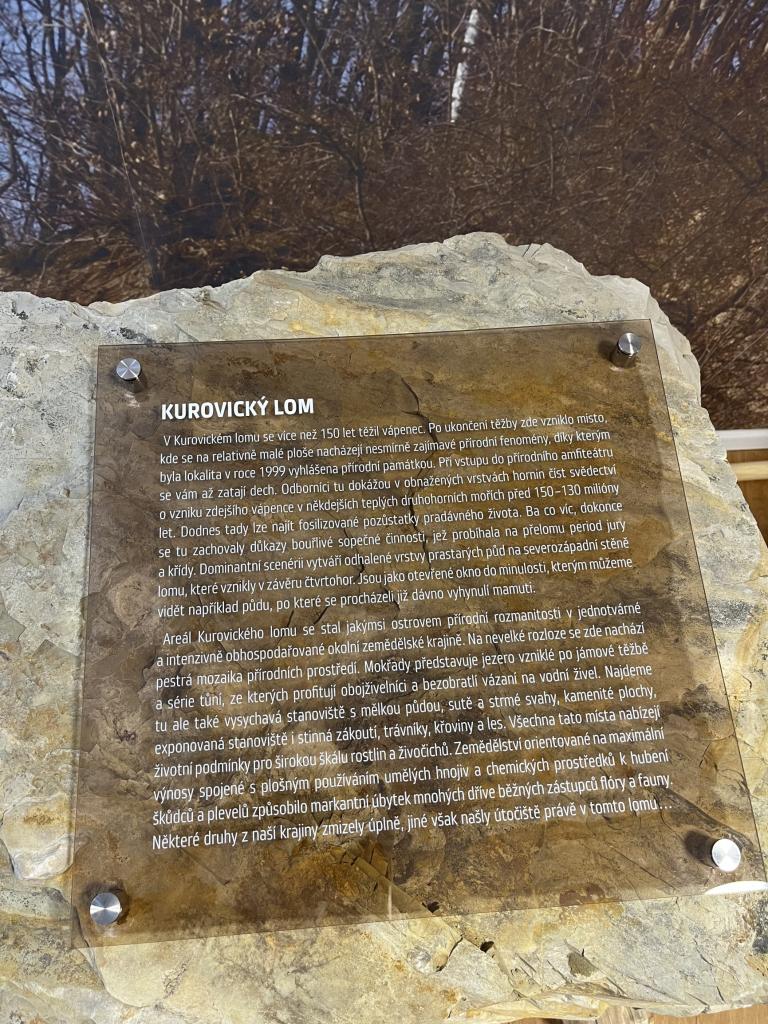 KUROVICKÝ LOM
V Kurovickém lomu se více než 150 let těžil vápenec. Po ukončení těžby zde vzniklo místo,
kde se na relativně malé ploše nacházejí nesmírně zajímavé přírodní fenomény, díky kterým
byla lokalita v roce 1999 vyhlášena přírodní památkou. Při vstupu do přírodního amfiteátru
se vám až zatají dech. Odborníci tu dokážou v obnažených vrstvách hornin číst svědectví
o vzniku zdejšího vápence v někdejších teplých druhohorních mořích před 150–130 milióny
let. Dodnes tady lze najít fosilizované pozůstatky pradávného života. Ba co víc, dokonce
se tu zachovaly důkazy bouřlivé sopečné činnosti, jež probíhala na přelomu period jury
a křídy. Dominantní scenérii vytváří odhalené vrstvy prastarých půd na severozápadní stěně
lomu, které vznikly v závěru čtvrtohor. Jsou jako otevřené okno do minulosti, kterým můžeme
vidět například půdu, po které se procházeli již dávno vyhynulí mamuti.
Areál Kurovického lomu se stal jakýmsi ostrovem přírodní rozmanitosti v jednotvárné
a intenzivně obhospodařované okolní zemědělské krajině. Na nevelké rozloze se zde nachází
pestrá mozaika přírodních prostředí. Mokřady představuje jezero vzniklé po jámové těžbě
a série tůní, ze kterých profitují obojživelníci a bezobratlí vázaní na vodní živel. Najdeme
tu ale také vysychavá stanoviště s mělkou půdou, sutě a strmé svahy, kamenité plochy,
exponovaná stanoviště i stinná zákoutí, trávníky, křoviny a les. Všechna tato místa nabízejí
životní podmínky pro širokou škálu rostlin a živočichů. Zemědělství orientované na maximální
výnosy spojené s plošným používáním umělých hnojiv a chemických prostředků k hubení
škůdců a plevelů způsobilo markantní úbytek mnohých dříve běžných zástupců flóry a fauny.
Některé druhy z naší krajiny zmizely úplně, jiné však našly útočiště právě v tomto lomu…